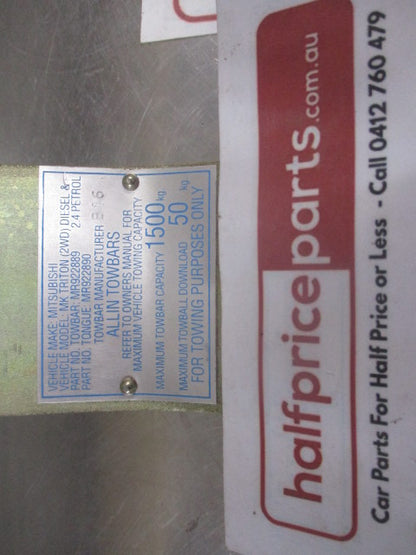 VEHICLE MAKE: MITSUBISHI
VEHICLE MODEL: MK TRITON (2WD) DIESEL &
2.4 PETROL
PART NO. TOWBAR: MR922889
PART NO. TONGUE: MR922890
TOWBAR MANUFACTURER
ALL TOWBARS
REFER TO OWNERS MANUAL FOR
MAXIMUM VEHICLE TOWING CAPACITY
MAXIMUM TOWBAR CAPACITY 1500 kg
MAXIMUM TOWBALL DOWNLOAD 50 kg
FOR TOWING PURPOSES ONLY
halfpriceparts.com.au
Car Parts For Half Price or Less - Call 0412 760 479